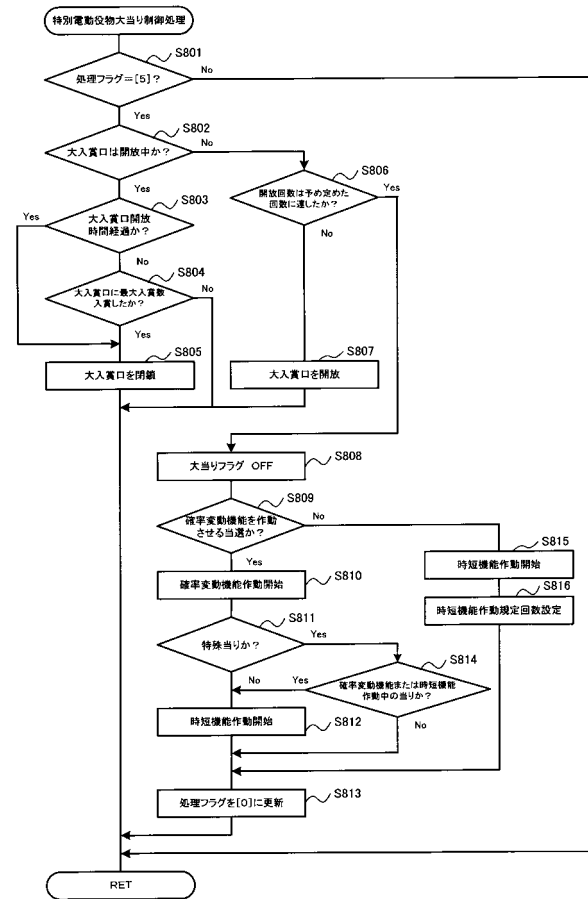 特別電動役物大当り制御処理
S801
処理フラグ=[5]?
No
Yes
S802
大入賞口は開放中か?
No
Yes
S803
大入賞口開放
時間経過か?
Yes
No
S804
大入賞口に最大入賞数
入賞したか?
No
Yes
S805
大入賞口を閉鎖
S806
開放回数は予め定めた
回数に達したか?
Yes
No
S807
大入賞口を開放
S808
大当りフラグ OFF
S809
確率変動機能を作動
させる当選か?
No
Yes
S810
確率変動機能作動開始
S811
特殊当りか?
Yes
No
S814
確率変動機能または時短機能
作動中の当りか?
Yes
No
S812
時短機能作動開始
S815
時短機能作動開始
S816
時短機能作動規定回数設定
S813
処理フラグを[0]に更新
RET